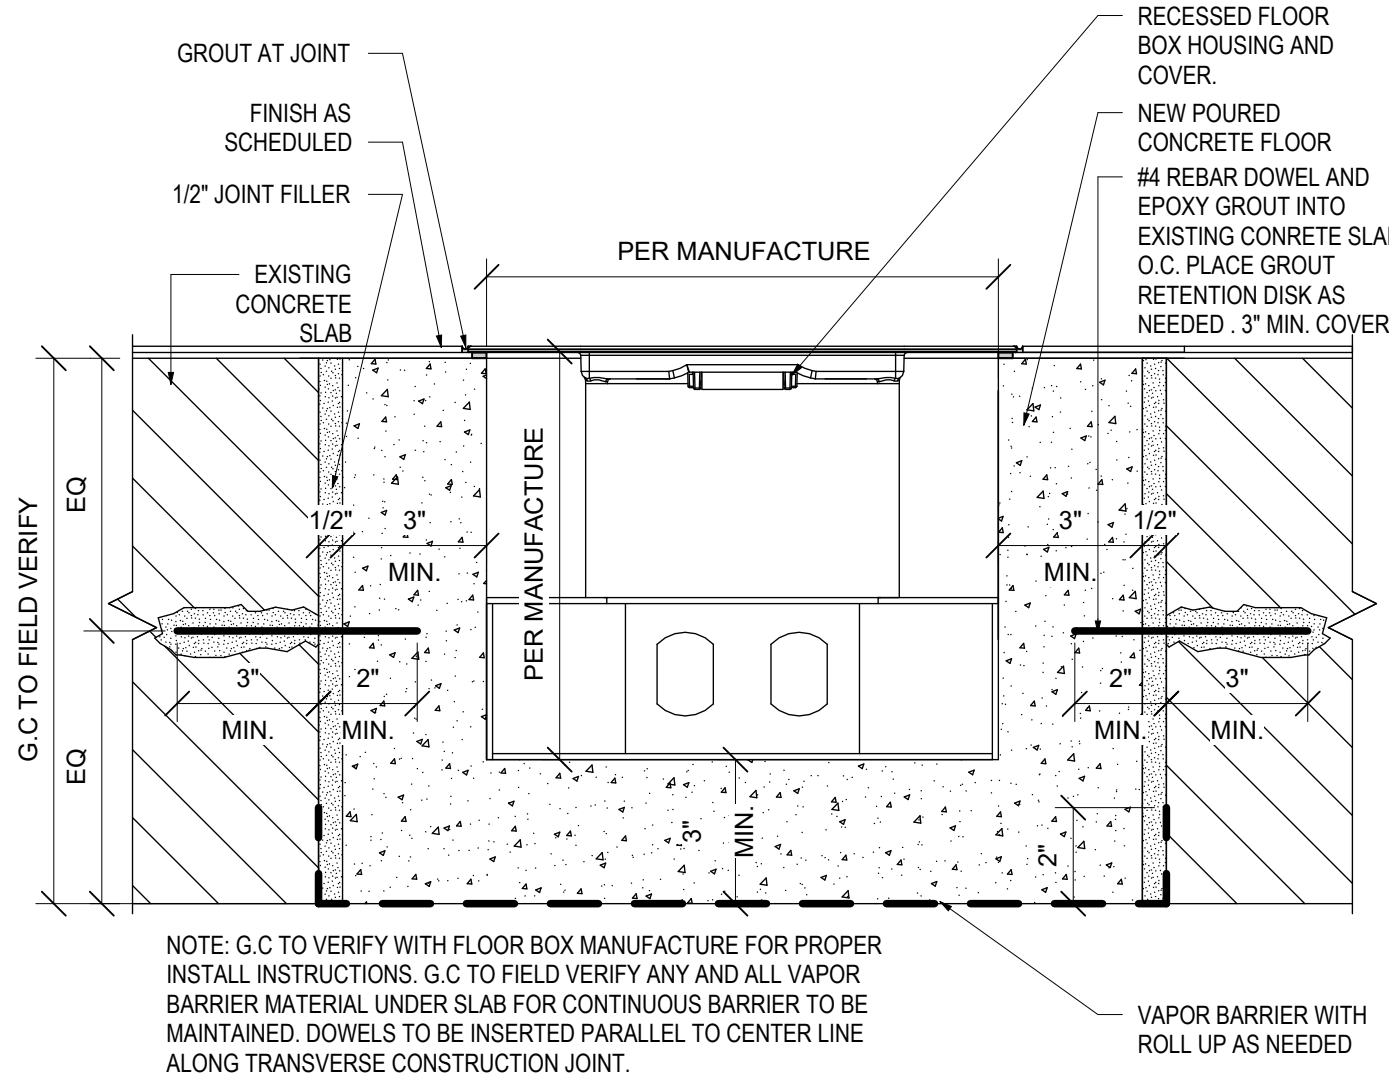 GROUT AT JOINT
FINISH AS
SCHEDULED
1/2" JOINT FILLER
EXISTING
CONCRETE
SLAB
PER MANUFACTURE
RECESSED FLOOR
BOX HOUSING AND
COVER.
NEW POURED
CONCRETE FLOOR
#4 REBAR DOWEL AND
EPOXY GROUT INTO
EXISTING CONRETE
O.C. PLACE GROUT
RETENTION DISK AS
NEEDED . 3" MIN. COVER
G.C TO FIELD VERIFY
EQ
EQ
1/2"
3"
MIN.
PER MANUFACTURE
3"
MIN.
1/2"
3"
MIN.
2"
MIN.
2"
MIN.
3"
MIN.
3"
MIN.
2"
NOTE: G.C TO VERIFY WITH FLOOR BOX MANUFACTURE FOR PROPER
INSTALL INSTRUCTIONS. G.C TO FIELD VERIFY ANY AND ALL VAPOR
BARRIER MATERIAL UNDER SLAB FOR CONTINUOUS BARRIER TO BE
MAINTAINED. DOWELS TO BE INSERTED PARALLEL TO CENTER LINE
ALONG TRANSVERSE CONSTRUCTION JOINT.
VAPOR BARRIER WITH
ROLL UP AS NEEDED